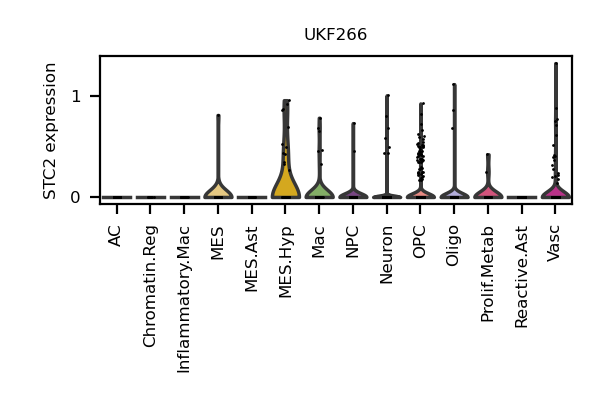 UKF266
STC2 expression
1
0
AC
Chromatin.Reg
Inflammatory.Mac
MES
MES.Ast
MES.Hyp
Mac
NPC
Neuron
OPC
Oligo
Prolif.Metab
Reactive.Ast
Vasc